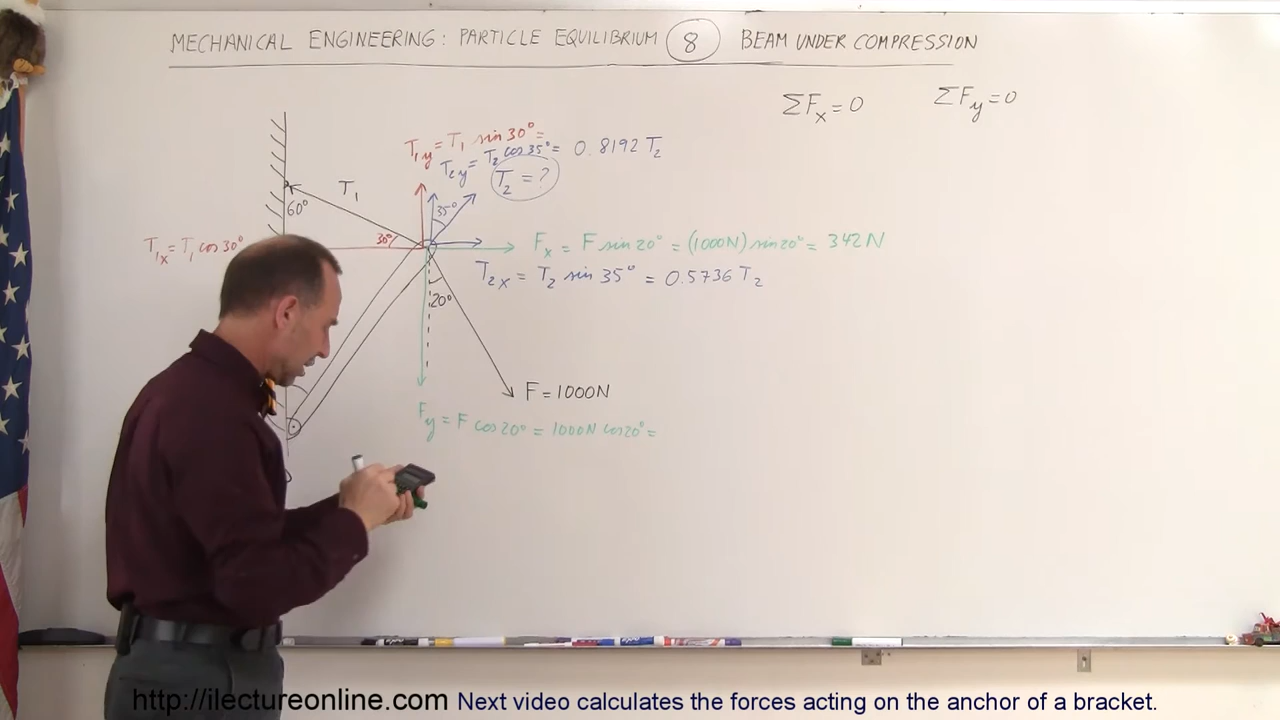 MECHANICAL ENGINEERING: PARTICLE EQUILIBRIUM 8 BEAM UNDER COMPRESSION
ΣFx = 0 ΣFy = 0
T1y = T1 sin 30° =
T2y = T2 cos 35° = 0.8192 T2
T2 = ?
T1
60°
35°
30°
T1x = T1 cos 30°
Fx = F sin 20° = (1000N) sin 20° = 342 N
T2x = T2 sin 35° = 0.5736 T2
20°
F = 1000N
Fy = F cos 20° = 1000N cos 20° =
http://ilectureonline.com Next video calculates the forces acting on the anchor of a bracket.